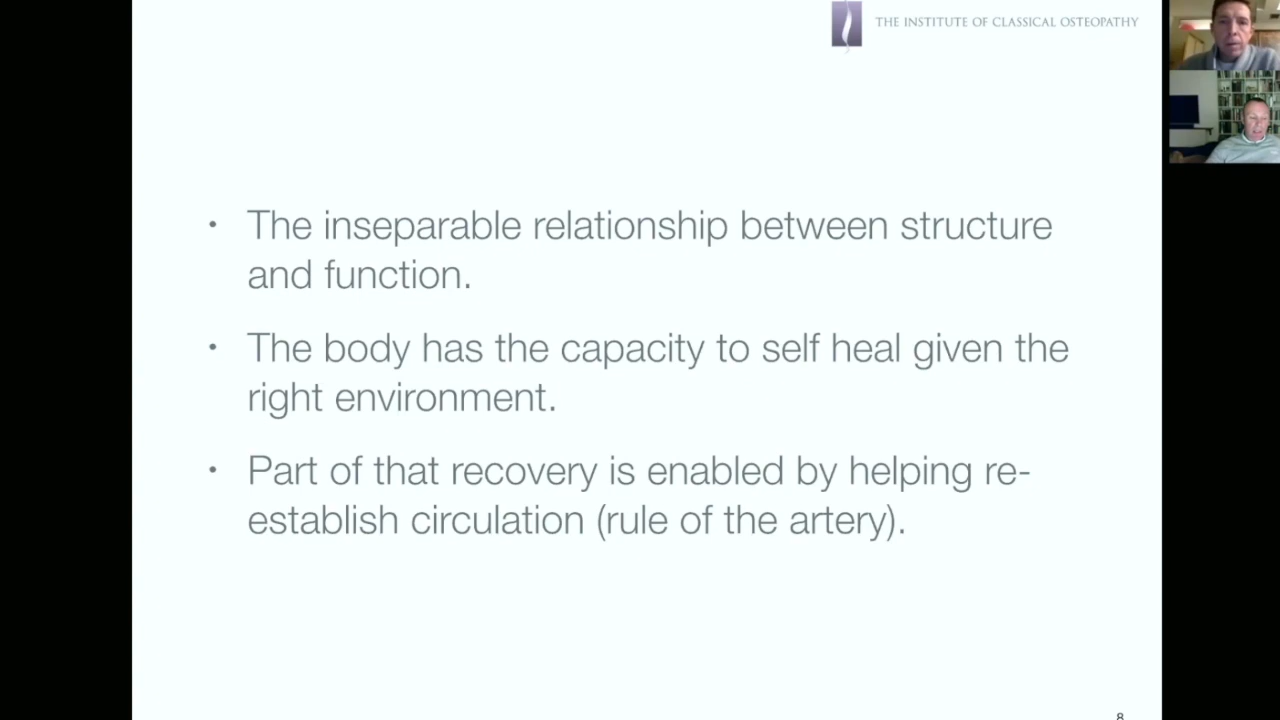 THE INSTITUTE OF CLASSICAL OSTEOPATHY
• The inseparable relationship between structure
and function.
• The body has the capacity to self heal given the
right environment.
• Part of that recovery is enabled by helping re-
establish circulation (rule of the artery).
8